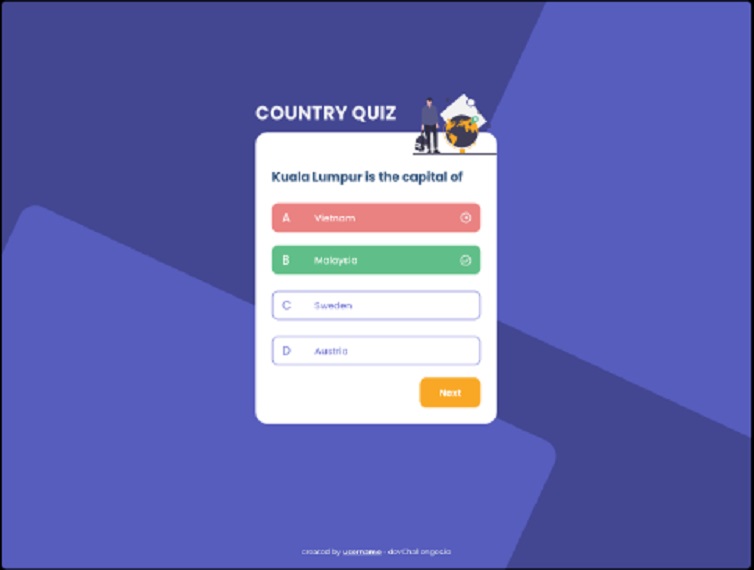 COUNTRY QUIZ
Kuala Lumpur is the capital of
A Vietnam
B Malaysia
C Sweden
D Austria
Next
created by username - devChallenges.io